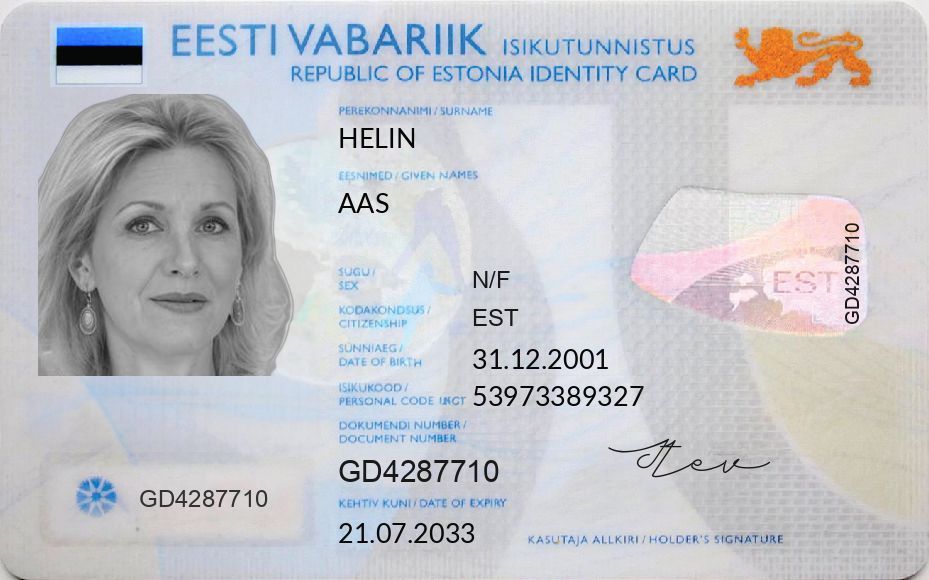 EESTI VABARIIK ISIKUTUNNISTUS
REPUBLIC OF ESTONIA IDENTITY CARD
PEREKONNANIMI / SURNAME
HELIN
EESNIMED / GIVEN NAMES
AAS
SUGU /
SEX
N/F
KODAKONDSUS /
CITIZENSHIP
EST
SÜNNIAEG /
DATE OF BIRTH
31.12.2001
ISIKUKOOD /
PERSONAL CODE
53973389327
DOKUMENDI NUMBER /
DOCUMENT NUMBER
GD4287710
KEHTIV KUNI / DATE OF EXPIRY
21.07.2033
GD4287710
EST
GD4287710
KASUTAJA ALLKIRI / HOLDER'S SIGNATURE